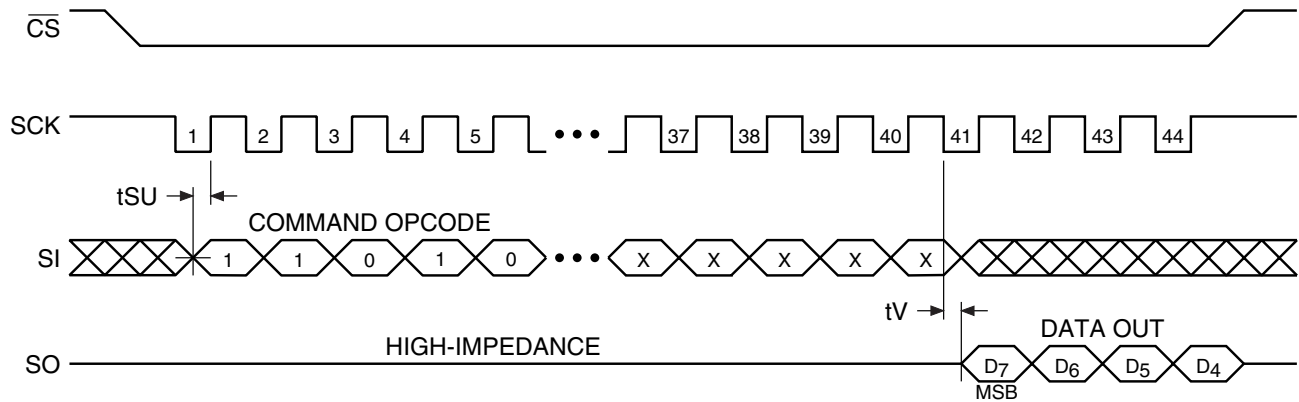 CS
SCK 1 2 3 4 5 ••• 37 38 39 40 41 42 43 44
tSU
COMMAND OPCODE
SI 1 1 0 1 0 ••• X X X X X
tV
DATA OUT
HIGH-IMPEDANCE
SO D7 D6 D5 D4
MSB